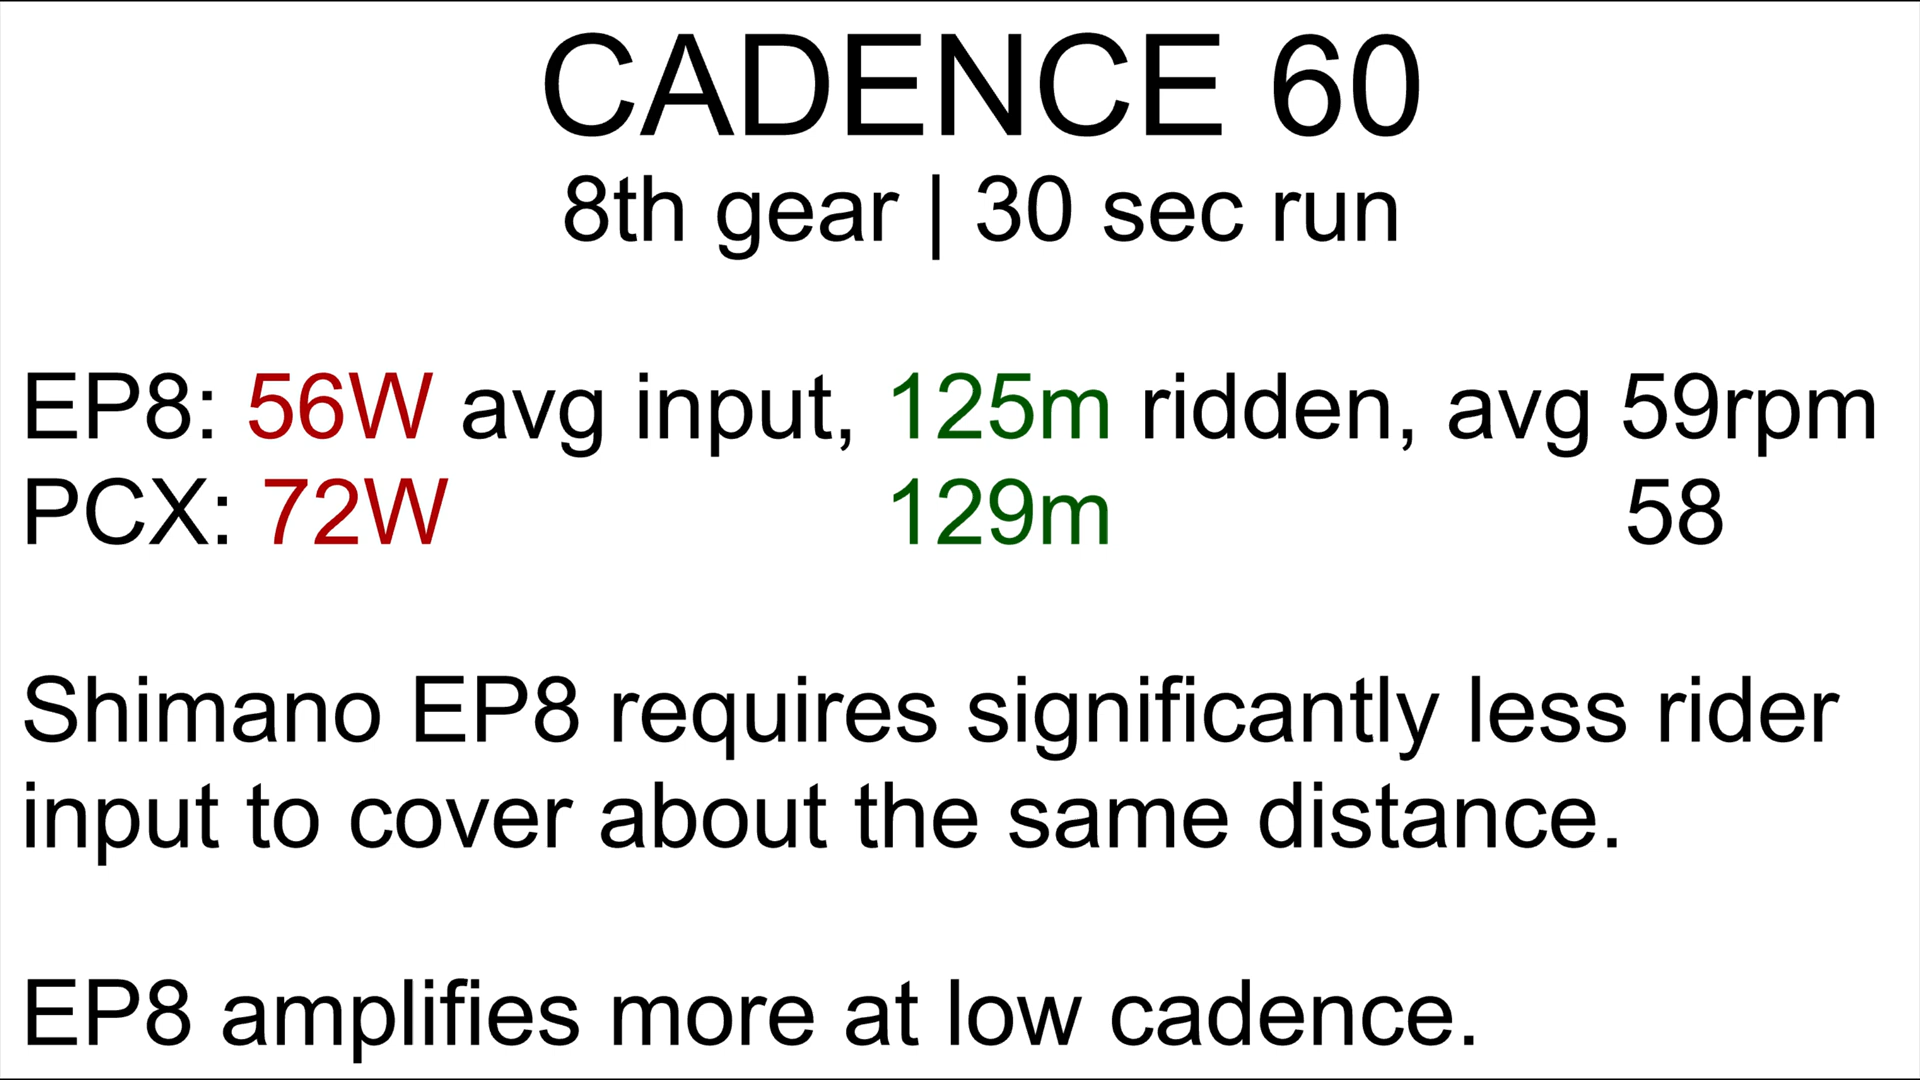 CADENCE 60
8th gear | 30 sec run
EP8: 56W avg input, 125m ridden, avg 59rpm
PCX: 72W 129m 58
Shimano EP8 requires significantly less rider
input to cover about the same distance.
EP8 amplifies more at low cadence.